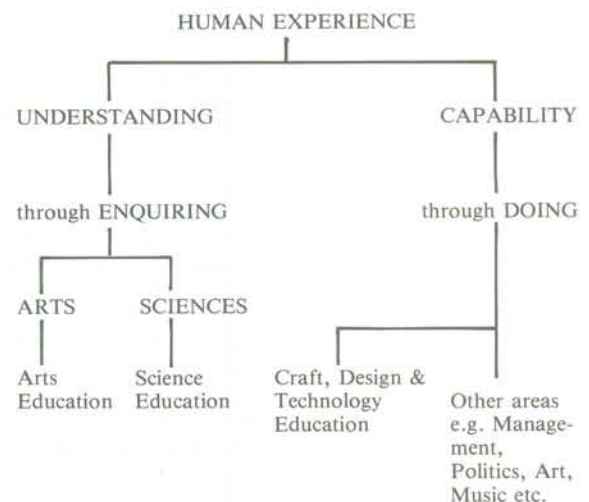 HUMAN EXPERIENCE
UNDERSTANDING
CAPABILITY
through ENQUIRING
through DOING
ARTS
SCIENCES
Arts
Education
Science
Education
Craft, Design &
Technology
Education
Other areas
e.g. Manage-
ment,
Politics, Art,
Music etc.